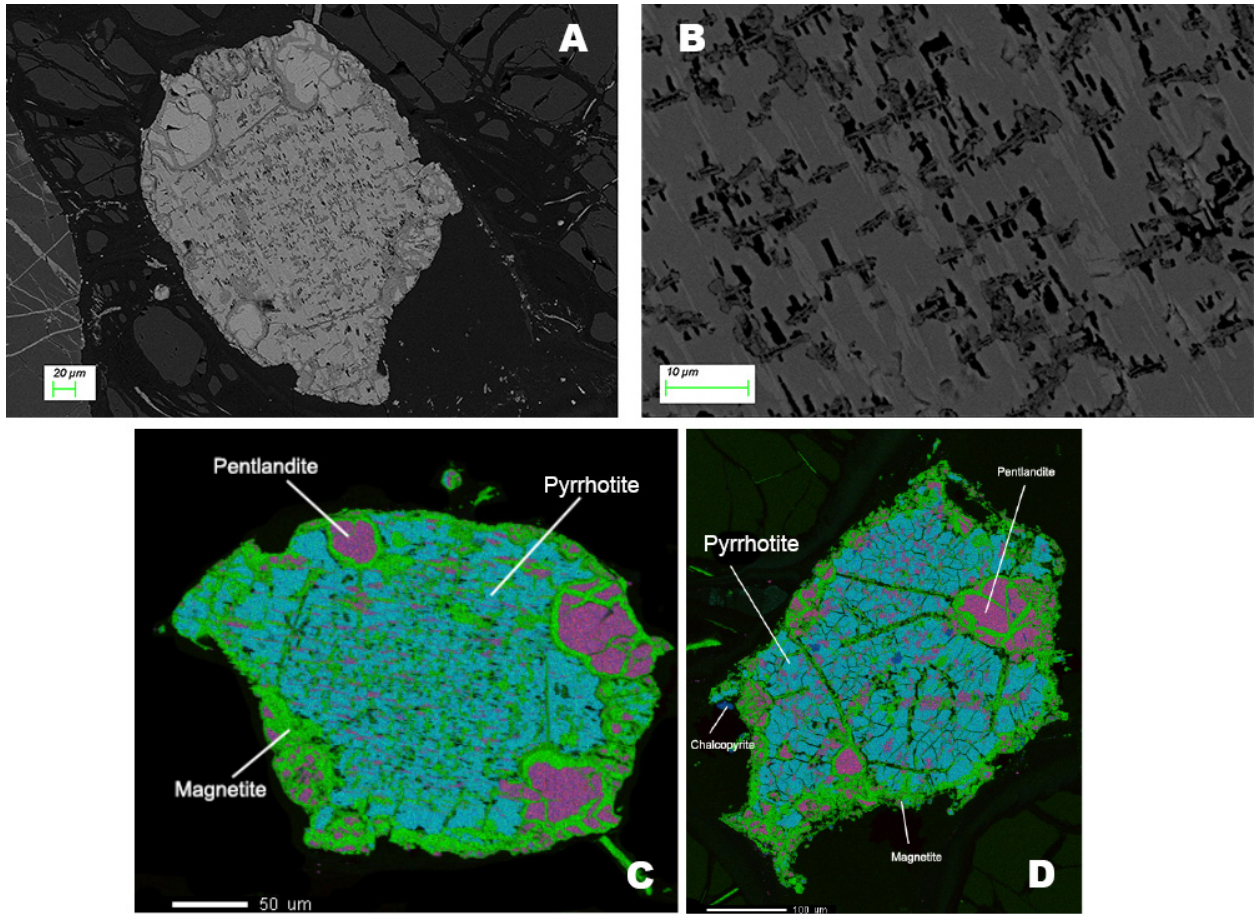 A
20 µm
B
10 µm
Pentlandite
Pyrrhotite
Magnetite
50 um
C
Pentlandite
Pyrrhotite
Chalcopyrite
Magnetite
100 um
D